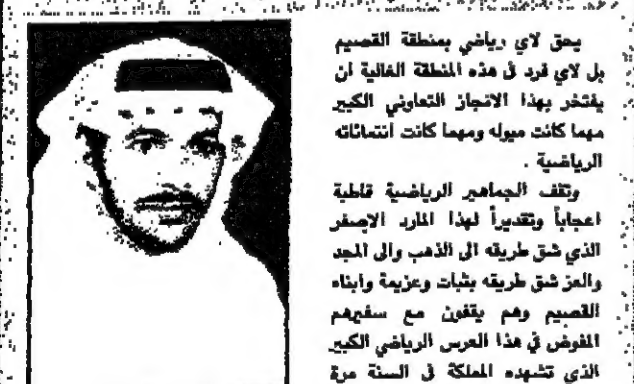 يحق لاي رياضي بمنطقة القصيم
بل لاي فرد في هذه المنطقة الغالية ان
يفتخر بهذا الانجاز التعاوني الكبير
مهما كانت ميوله ومهما كانت انتمائاته
الرياضية .
وتقف الجماهير الرياضية قاطبة
اعجاباً وتقديراً لهذا المارد الاصفر
الذي شق طريقه الى الذهب والى المجد
والعز شق طريقه بثبات وعزيمة وابناء
القصيم وهم يقفون مع سفيرهم
المفوض في هذا العرس الرياضي الكبير
الذي تشهده المملكة في السنة مرة